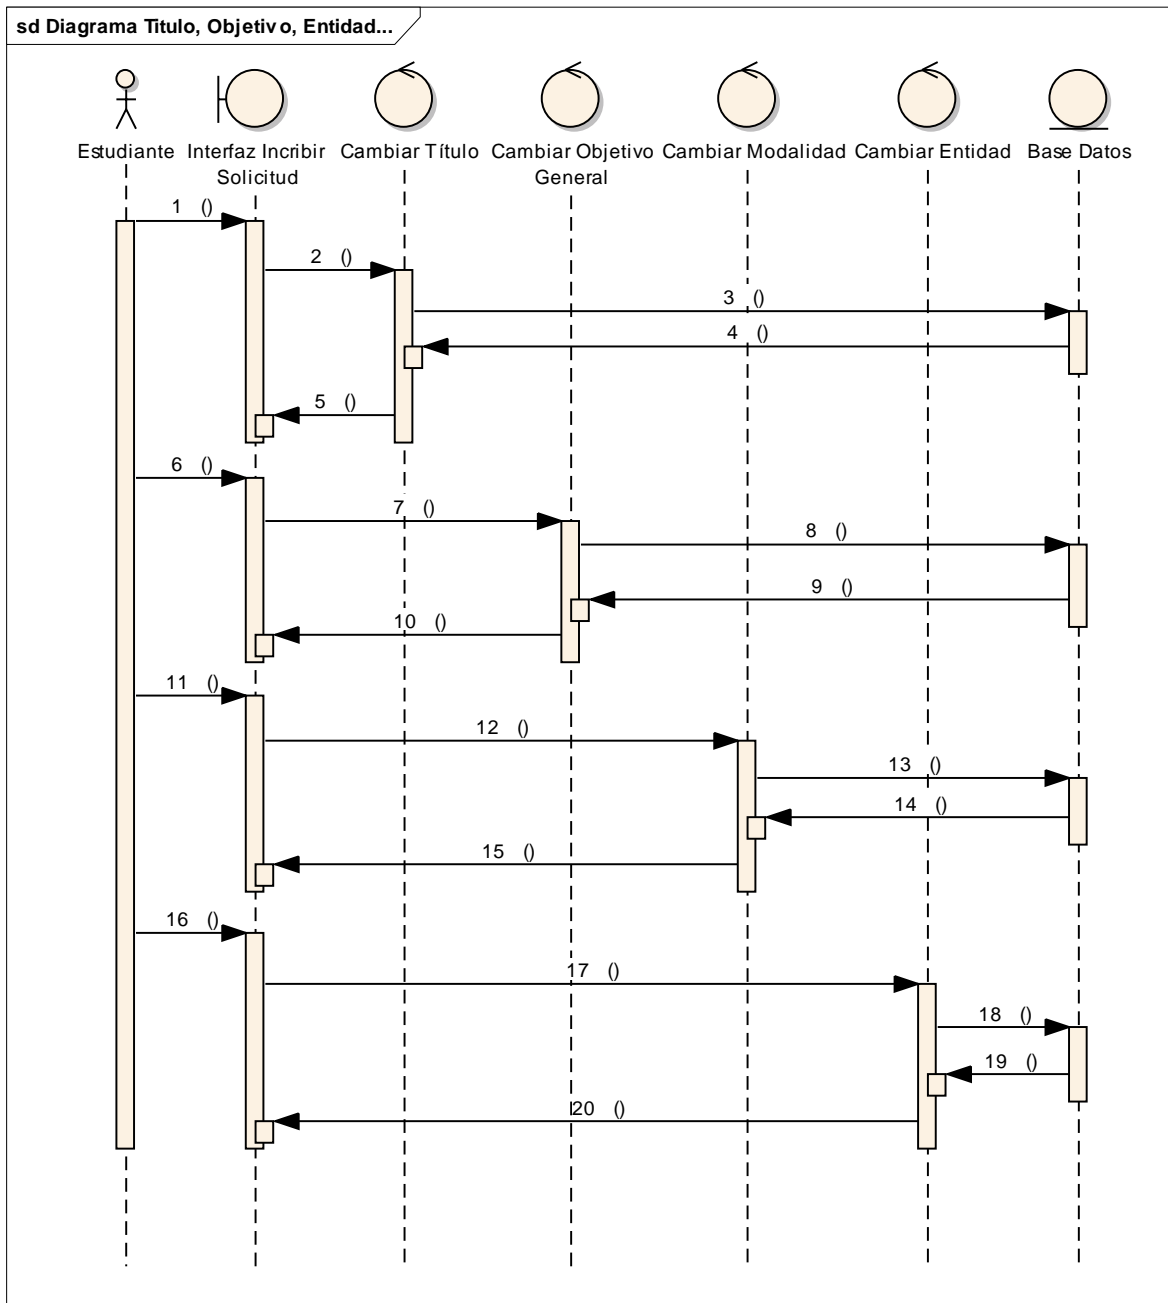 sd Diagrama Titulo, Objetivo, Entidad...
Estudiante
Interfaz Incribir
Solicitud
Cambiar Título
Cambiar Objetivo
General
Cambiar Modalidad
Cambiar Entidad
Base Datos
1 ()
2 ()
3 ()
4 ()
5 ()
6 ()
7 ()
8 ()
9 ()
10 ()
11 ()
12 ()
13 ()
14 ()
15 ()
16 ()
17 ()
18 ()
19 ()
20 ()